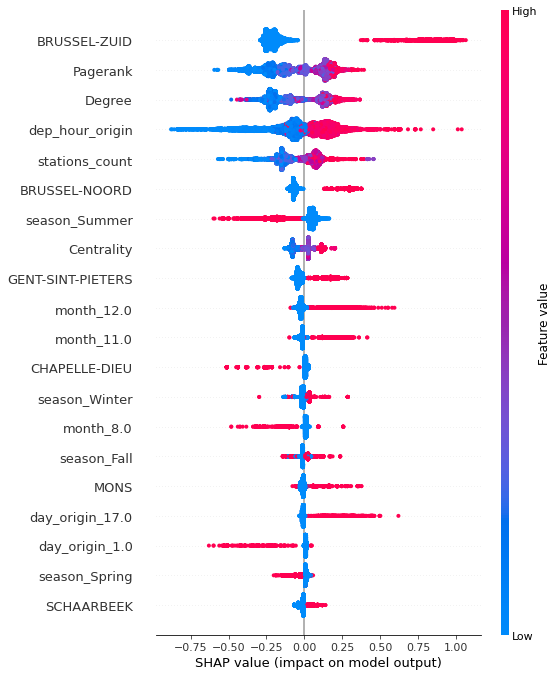 High
BRUSSEL-ZUID
Pagerank
Degree
dep_hour_origin
stations_count
BRUSSEL-NOORD
season_Summer
Centrality
GENT-SINT-PIETERS
month_12.0
month_11.0
CHAPELLE-DIEU
season_Winter
month_8.0
season_Fall
MONS
day_origin_17.0
day_origin_1.0
season_Spring
SCHAARBEEK
Feature value
Low
−0.75 −0.50 −0.25 0.00 0.25 0.50 0.75 1.00
SHAP value (impact on model output)